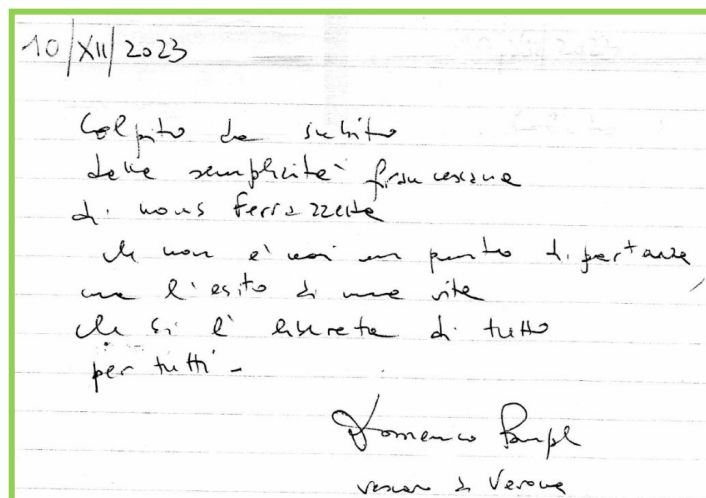 10/XII/2023
Colpito da subito
dalla semplicità francescana
di mons Ferrazzetta
che non è mai un punto di partenza
ma l'esito di una vita
che si è liberata di tutto
per tutti -
Domenico Pompili
vescovo di Verona